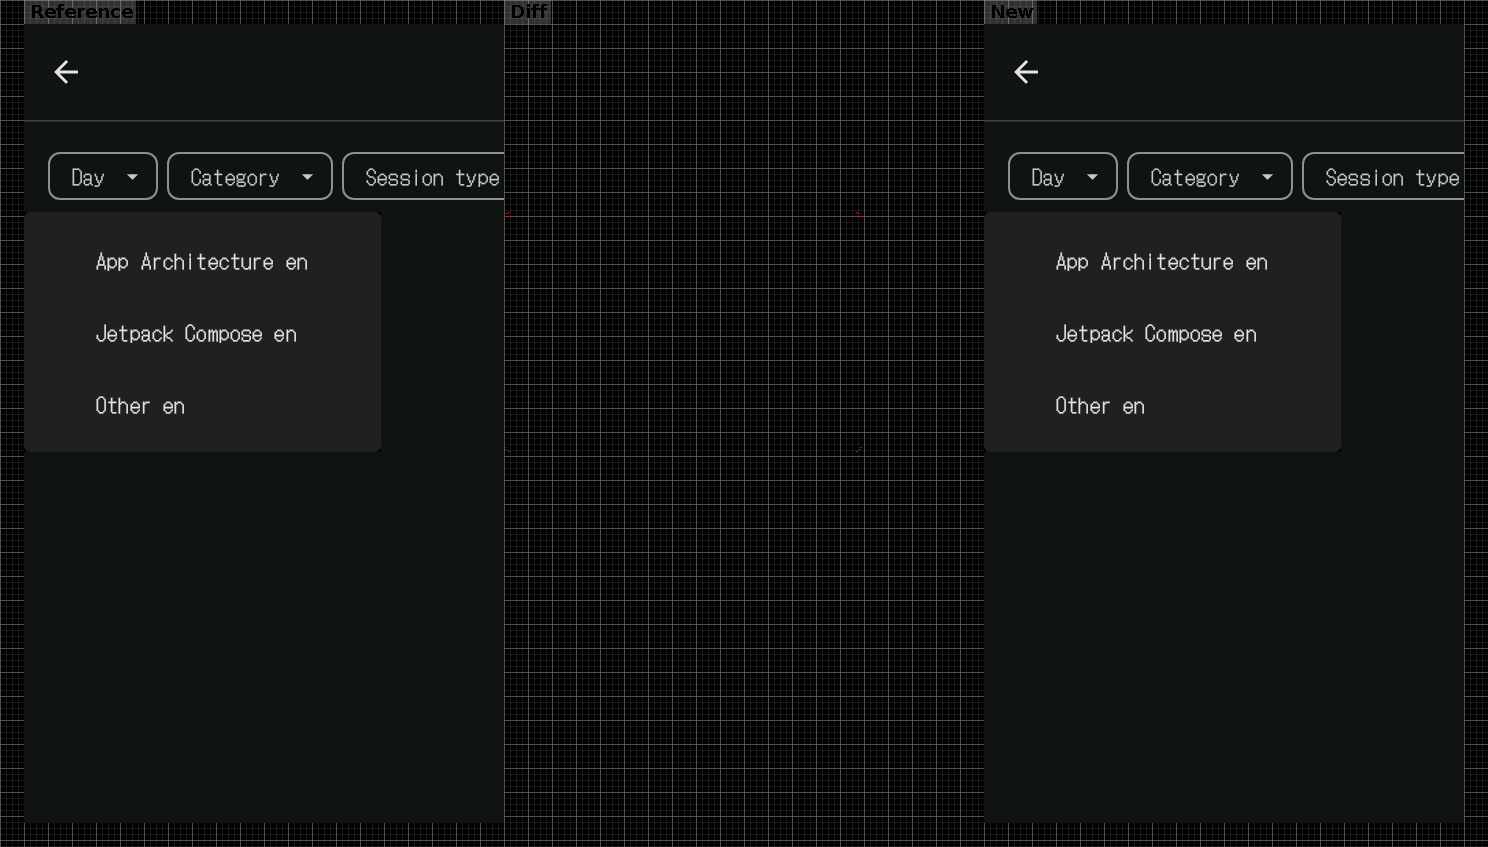 Reference
Diff
New
Day
Category
Session type
Day
Category
Session type
App Architecture en
Jetpack Compose en
Other en
App Architecture en
Jetpack Compose en
Other en